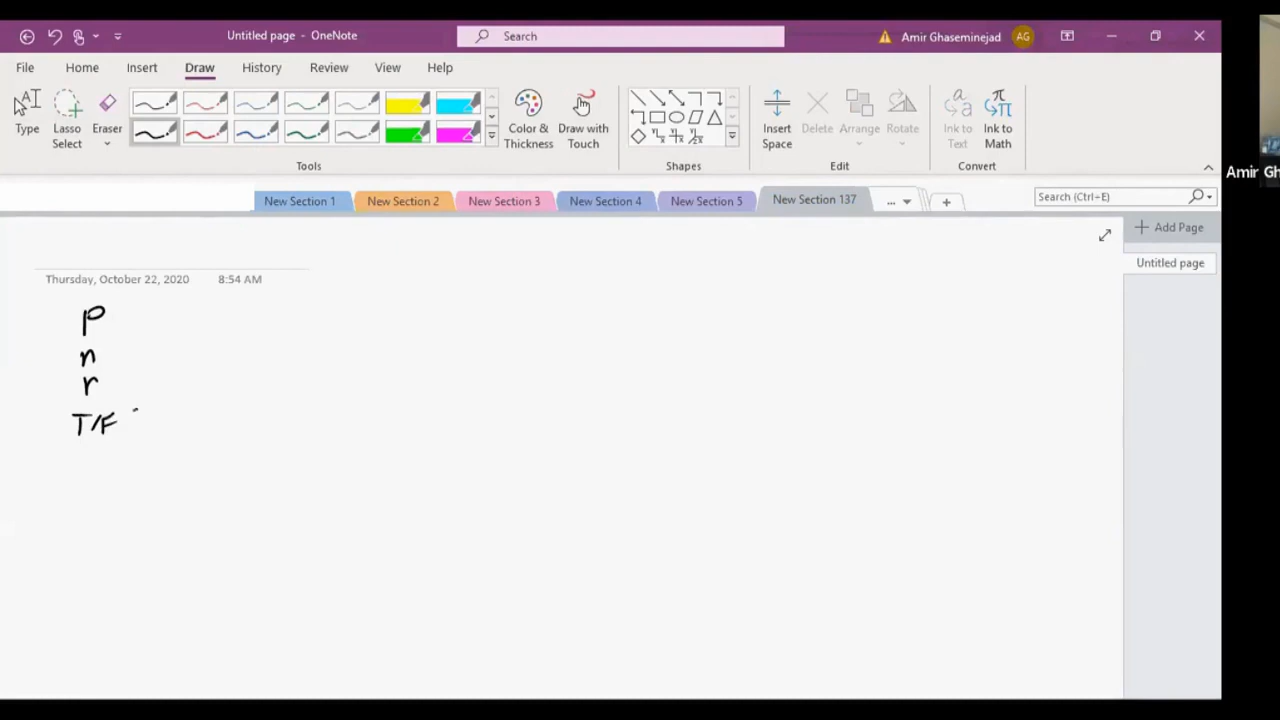 Untitled page - OneNote
Search
Amir Ghaseminejad
AG
File Home Insert Draw History Review View Help
Type
Lasso Select
Eraser
Color & Thickness
Draw with Touch
Insert Space
Delete
Arrange
Rotate
Ink to Text
Ink to Math
Tools
Shapes
Edit
Convert
New Section 1
New Section 2
New Section 3
New Section 4
New Section 5
New Section 137
...
Search (Ctrl+E)
Add Page
Untitled page
Amir Gh
Thursday, October 22, 2020 8:54 AM
P
n
r
T/F